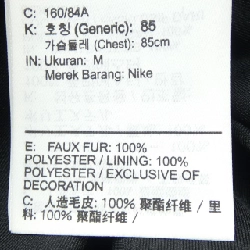 C: 160/84A
K: 호칭 (Generic): 85
가슴둘레 (Chest): 85cm
IN: Ukuran: M
Merek Barang: Nike
E: FAUX FUR: 100%
POLYESTER / LINING: 100%
POLYESTER / EXCLUSIVE OF
DECORATION
C: 人造毛皮: 100% 聚酯纤维 / 里
料: 100% 聚酯纤维 /